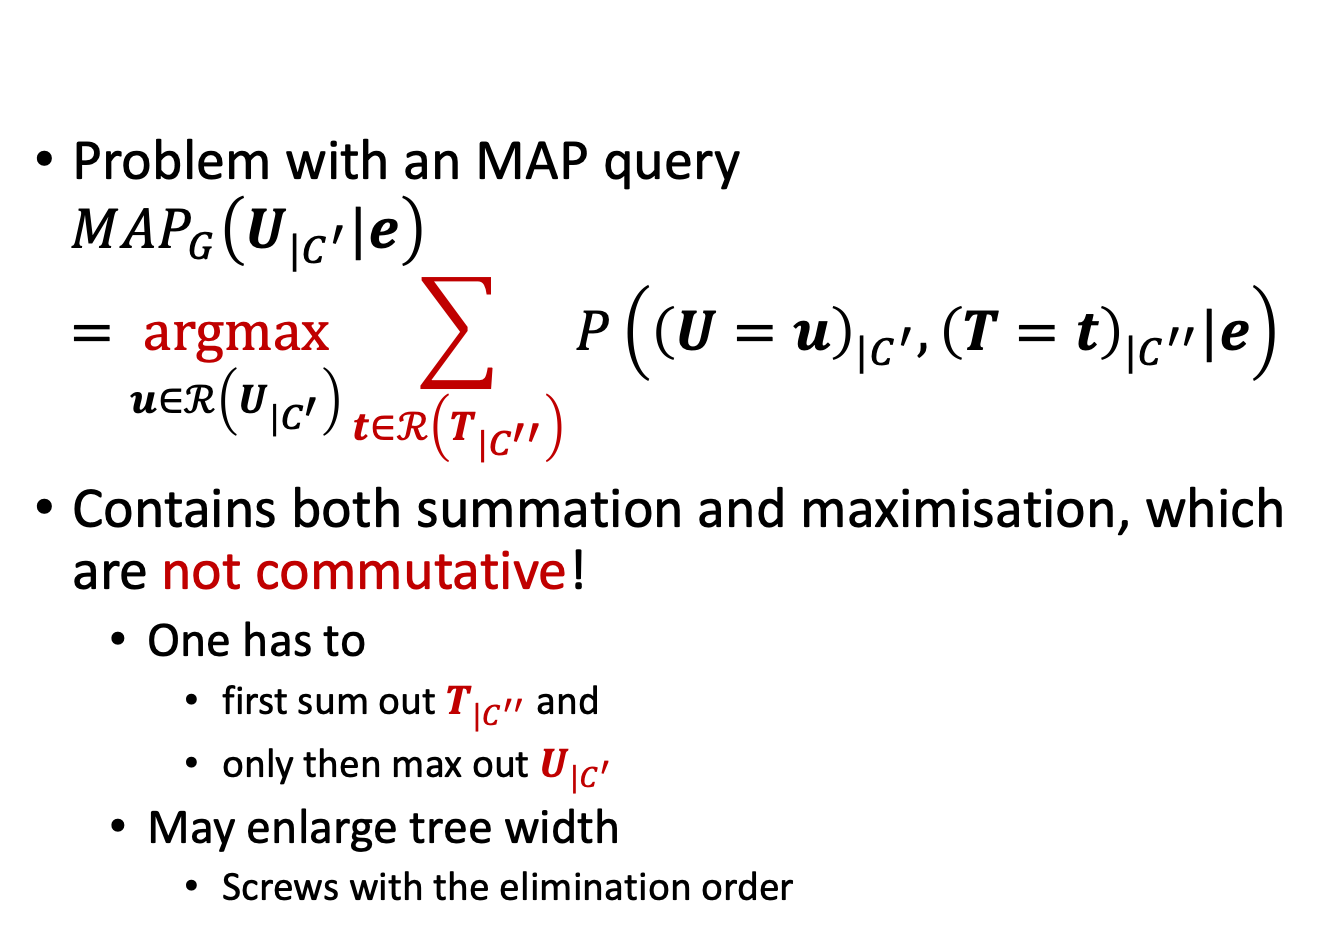 • Problem with an MAP query
MAP_G(U_|C′|e)
= argmax_{u∈ℛ(U_|C′)} ∑_{t∈ℛ(T_|C′′)} P((U = u)_|C′, (T = t)_|C′′|e)
• Contains both summation and maximisation, which
are not commutative!
• One has to
• first sum out T_|C′′ and
• only then max out U_|C′
• May enlarge tree width
• Screws with the elimination order